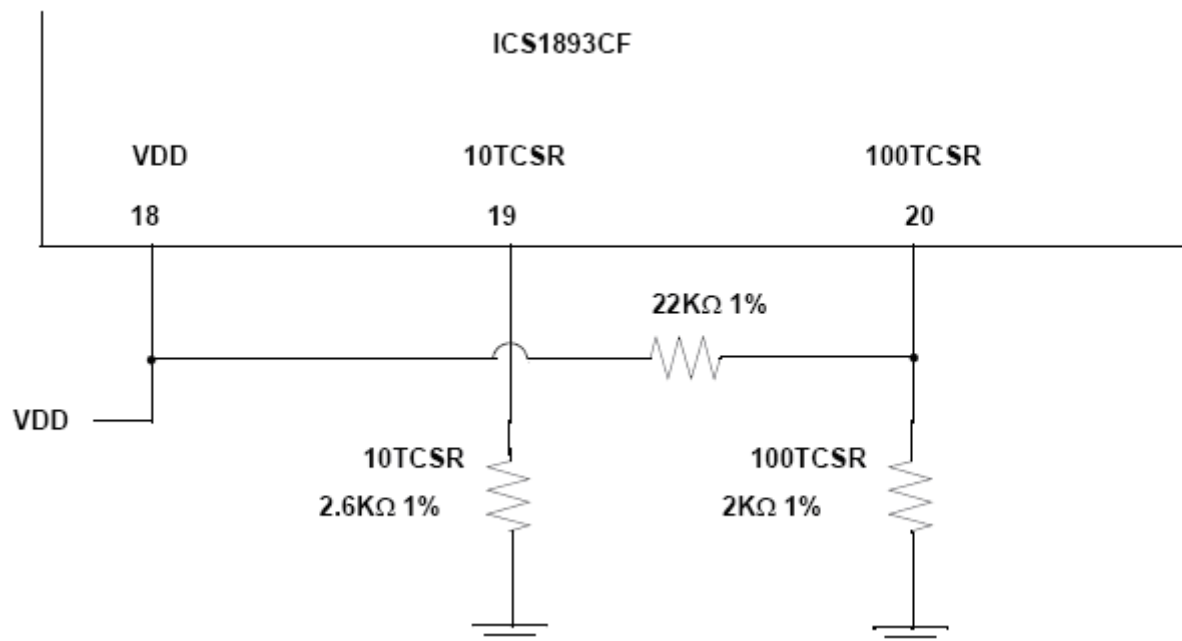 ICS1893CF
VDD 10TCSR 100TCSR
18 19 20
22KΩ 1%
VDD
10TCSR 100TCSR
2.6KΩ 1% 2KΩ 1%